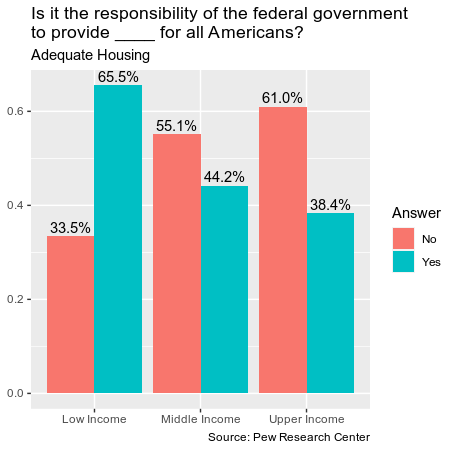 Is it the responsibility of the federal government
to provide ____ for all Americans?
Adequate Housing
65.5%
61.0%
55.1%
44.2%
38.4%
33.5%
0.6
0.4
0.2
0.0
Answer
No
Yes
Low Income
Middle Income
Upper Income
Source: Pew Research Center